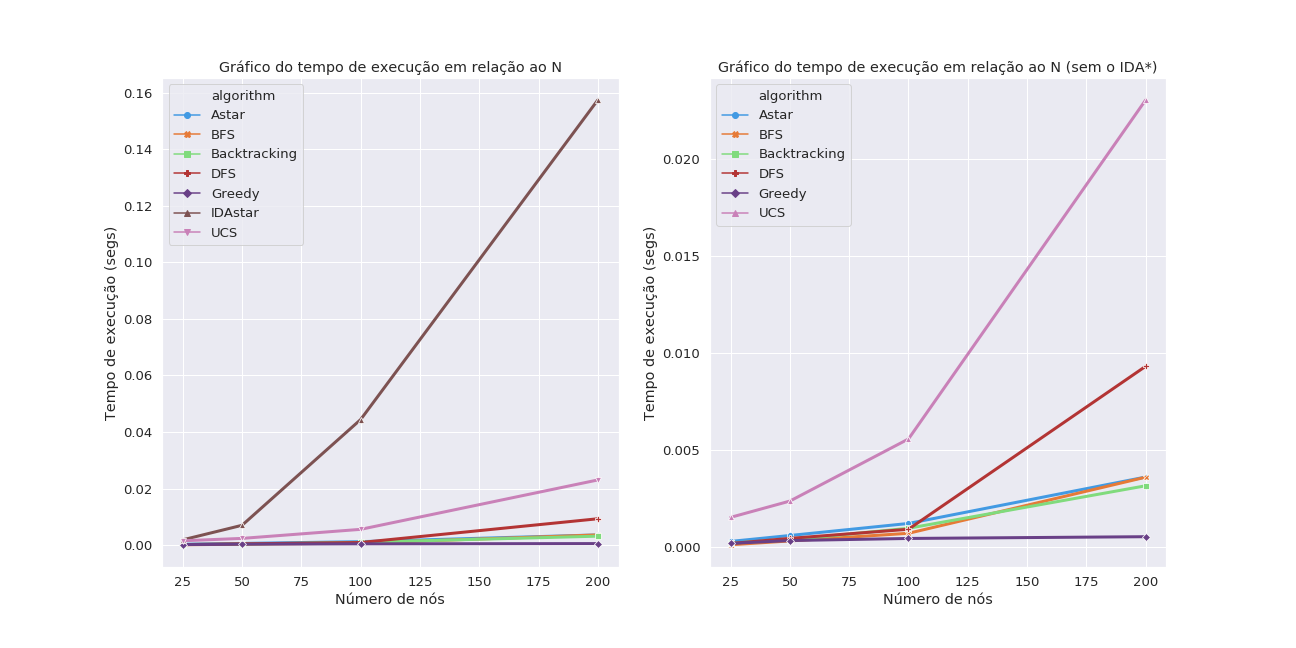 Gráfico do tempo de execução em relação ao N
Tempo de execução (segs)
0.16
0.14
0.12
0.10
0.08
0.06
0.04
0.02
0.00
algorithm
Astar
BFS
Backtracking
DFS
Greedy
IDAstar
UCS
25 50 75 100 125 150 175 200
Número de nós
Gráfico do tempo de execução em relação ao N (sem o IDA*)
Tempo de execução (segs)
0.020
0.015
0.010
0.005
0.000
algorithm
Astar
BFS
Backtracking
DFS
Greedy
UCS
25 50 75 100 125 150 175 200
Número de nós